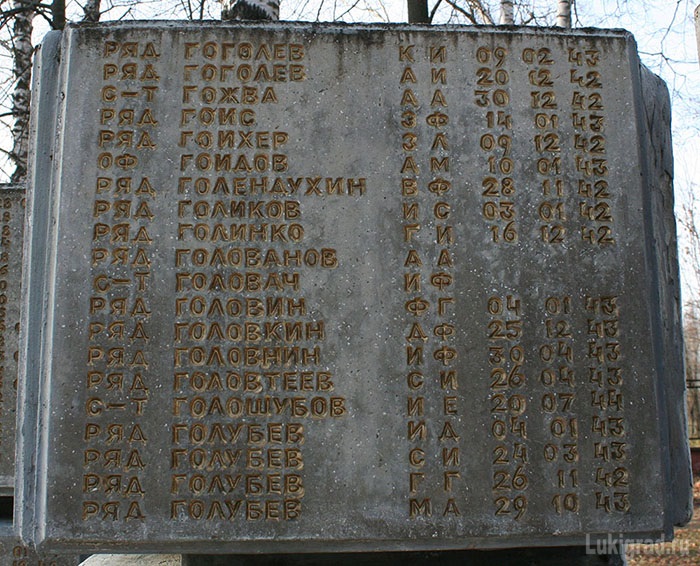 РЯД ГОГОЛЕВ К И 09 02 43
РЯД ГОГОЛЕВ А И 20 12 42
С-Т ГОЖВА А А 30 12 42
РЯД ГОИС З Ф 14 01 43
РЯД ГОИХЕР З Л 09 12 42
ОФ ГОИДОВ А М 10 01 43
РЯД ГОЛЕНДУХИН В Ф 28 11 42
РЯД ГОЛИКОВ И С 03 01 42
РЯД ГОЛИНКО Г И 16 12 42
РЯД ГОЛОВАНОВ А А
С-Т ГОЛОВАЧ И Ф
РЯД ГОЛОВИН Ф Г 04 01 43
РЯД ГОЛОВКИН А Ф 25 12 43
РЯД ГОЛОВНИН И Ф 30 04 43
РЯД ГОЛОВТЕЕВ С И 26 04 43
С-Т ГОЛОШУБОВ И Е 20 07 44
РЯД ГОЛУБЕВ И Д 04 01 43
РЯД ГОЛУБЕВ С И 24 03 43
РЯД ГОЛУБЕВ Г Г 26 11 42
РЯД ГОЛУБЕВ М А 29 10 43
Lukigrad.ru